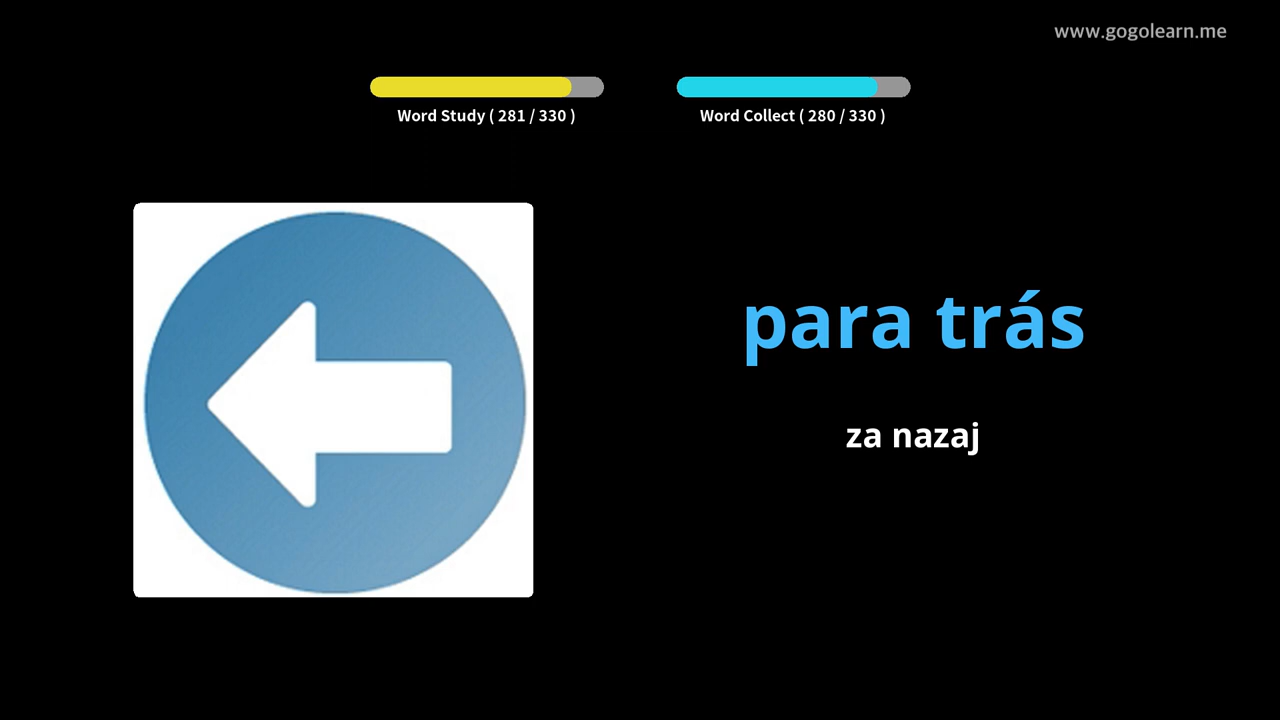 www.gogolearn.me
Word Study ( 281 / 330 )
Word Collect ( 280 / 330 )
para trás
za nazaj